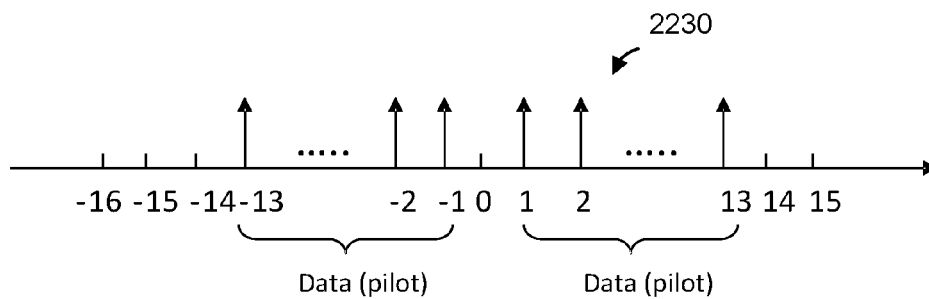 2230
..... .....
-16 -15 -14 -13 -2 -1 0 1 2 13 14 15
Data (pilot) Data (pilot)